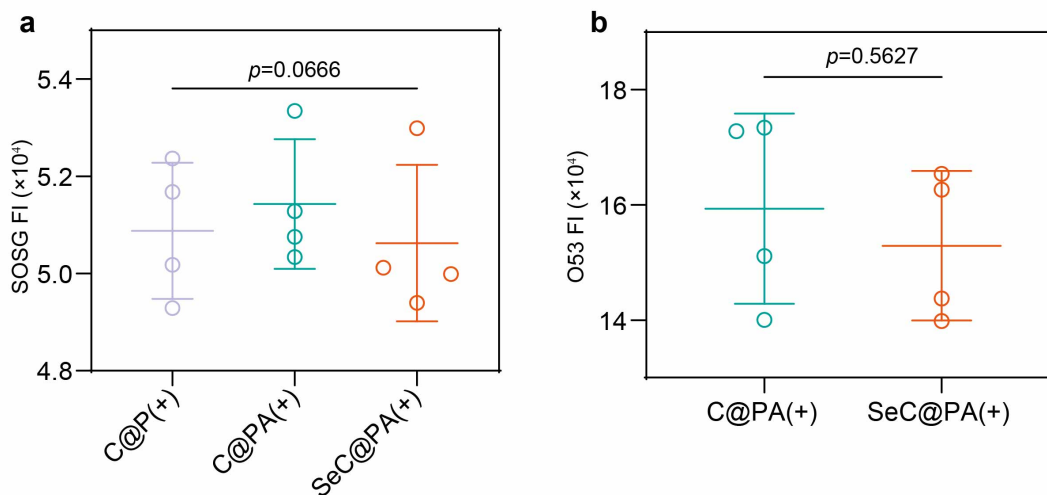 a
p=0.0666
SOSG FI (×10⁴)
5.4
5.2
5.0
4.8
C@P(+)
C@PA(+)
SeC@PA(+)
b
p=0.5627
O53 FI (×10⁴)
18
16
14
C@PA(+)
SeC@PA(+)